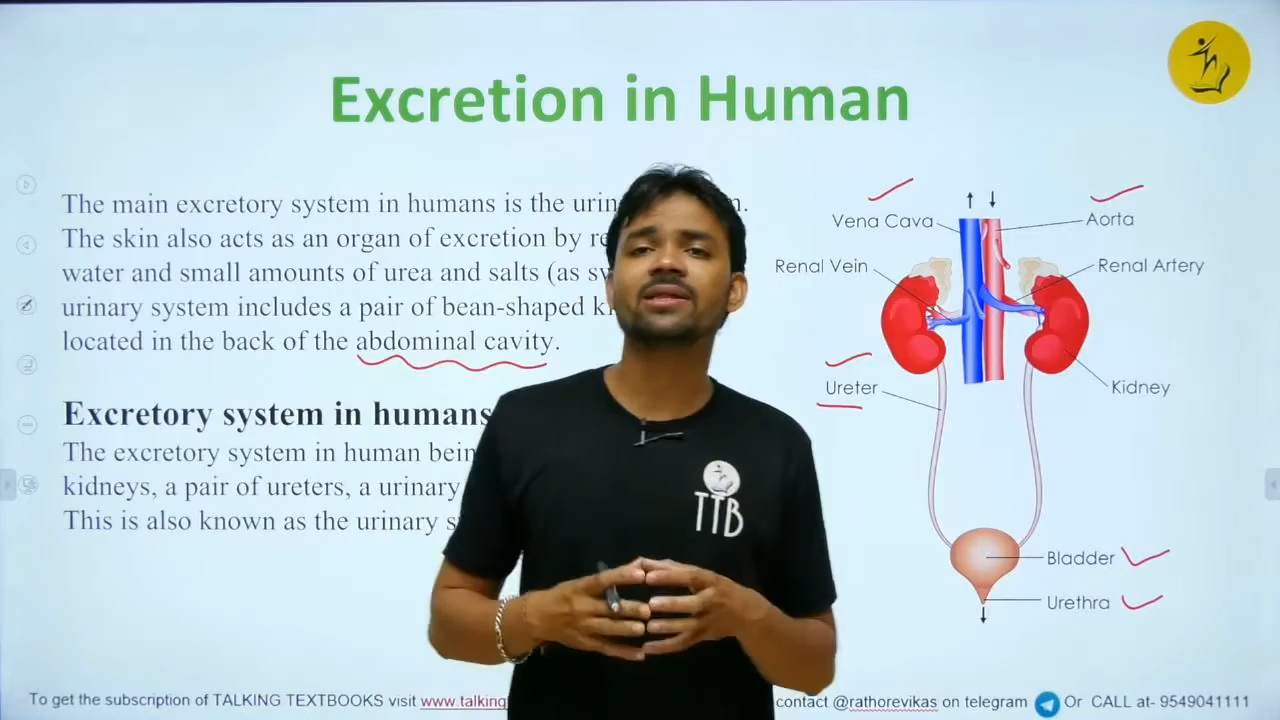 Excretion in Human
The main excretory system in humans is the
The skin also acts as an organ of excretion by
water and small amounts of urea and salts (as
urinary system includes a pair of bean-shaped
located in the back of the abdominal cavity.
Excretory system in humans
The excretory system in human
kidneys, a pair of ureters, a urinary
This is also known as the urinary
Vena Cava
Aorta
Renal Vein
Renal Artery
Ureter
Kidney
Bladder
Urethra
TTB
To get the subscription of TALKING TEXTBOOKS visit www.talking
contact @rathorevikas on telegram Or CALL at- 9549041111